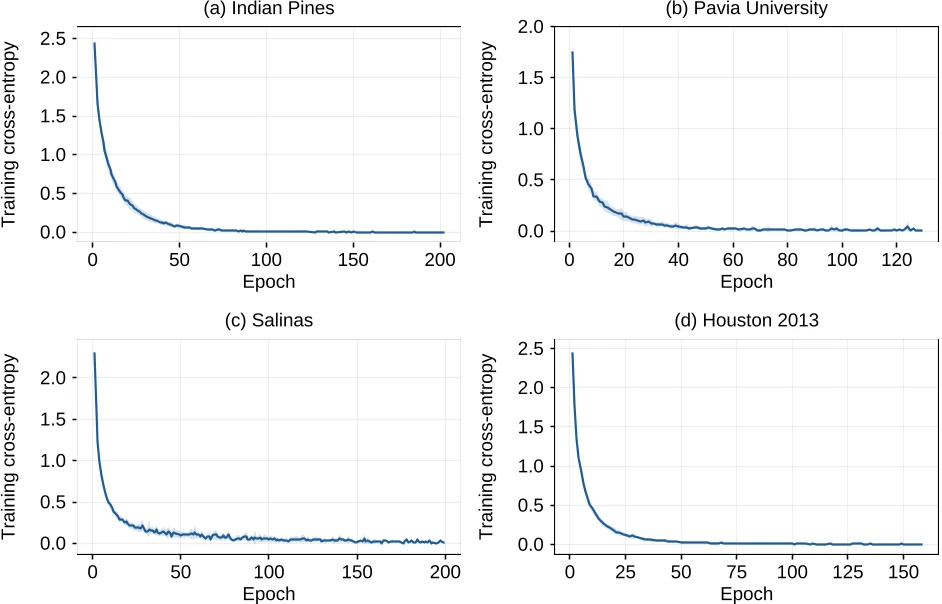 (a) Indian Pines
Training cross-entropy
2.5
2.0
1.5
1.0
0.5
0.0
0 50 100 150 200
Epoch
(b) Pavia University
Training cross-entropy
2.0
1.5
1.0
0.5
0.0
0 20 40 60 80 100 120
Epoch
(c) Salinas
Training cross-entropy
2.0
1.5
1.0
0.5
0.0
0 50 100 150 200
Epoch
(d) Houston 2013
Training cross-entropy
2.5
2.0
1.5
1.0
0.5
0.0
0 25 50 75 100 125 150
Epoch